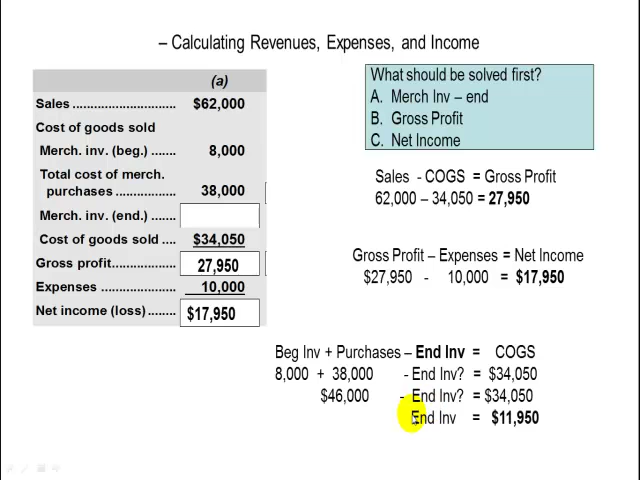 – Calculating Revenues, Expenses, and Income
(a)
Sales ............................ $62,000
Cost of goods sold
Merch. inv. (beg.) ....... 8,000
Total cost of merch.
purchases ................. 38,000
Merch. inv. (end.) .......
Cost of goods sold .... $34,050
Gross profit.................. 27,950
Expenses ..................... 10,000
Net income (loss)........ $17,950
What should be solved first?
A. Merch Inv – end
B. Gross Profit
C. Net Income
Sales - COGS = Gross Profit
62,000 – 34,050 = 27,950
Gross Profit – Expenses = Net Income
$27,950 - 10,000 = $17,950
Beg Inv + Purchases – End Inv = COGS
8,000 + 38,000 - End Inv? = $34,050
$46,000 - End Inv? = $34,050
End Inv = $11,950